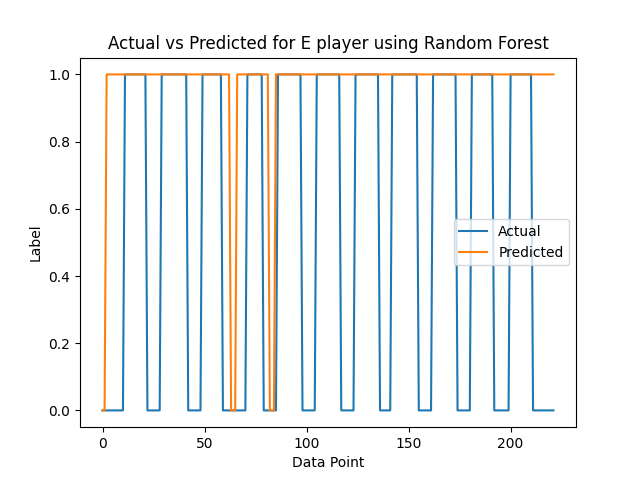 Actual vs Predicted for E player using Random Forest
1.0
0.8
0.6
0.4
0.2
0.0
Label
Actual
Predicted
0 50 100 150 200
Data Point